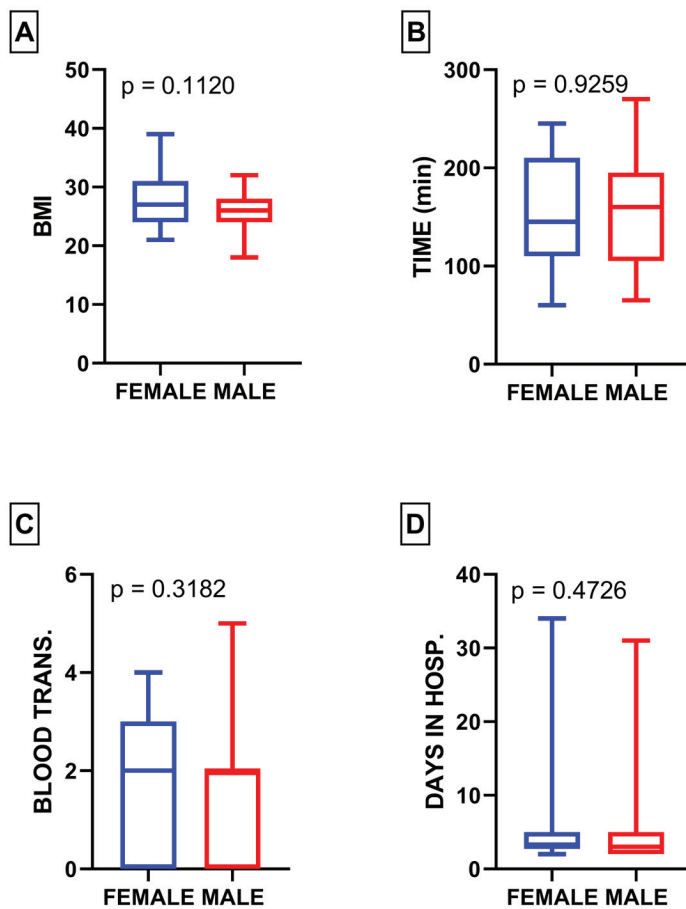 A
p = 0.1120
BMI
50
40
30
20
10
0
FEMALE MALE
B
p = 0.9259
TIME (min)
300
200
100
0
FEMALE MALE
C
p = 0.3182
BLOOD TRANS.
6
4
2
0
FEMALE MALE
D
p = 0.4726
DAYS IN HOSP.
40
30
20
10
0
FEMALE MALE